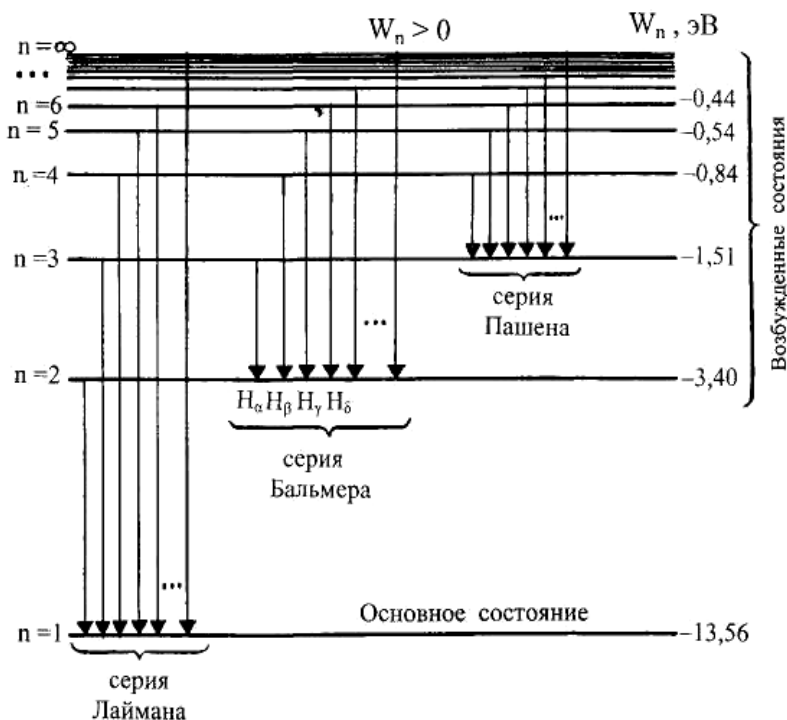 n = ∞
W_n > 0
W_n , эВ
...
n = 6
–0,44
n = 5
–0,54
n =4
–0,84
...
n =3
–1,51
серия
Пашена
...
n =2
–3,40
H_α H_β H_γ H_δ
серия
Бальмера
Возбужденные состояния
...
Основное состояние
n =1
–13,56
серия
Лаймана